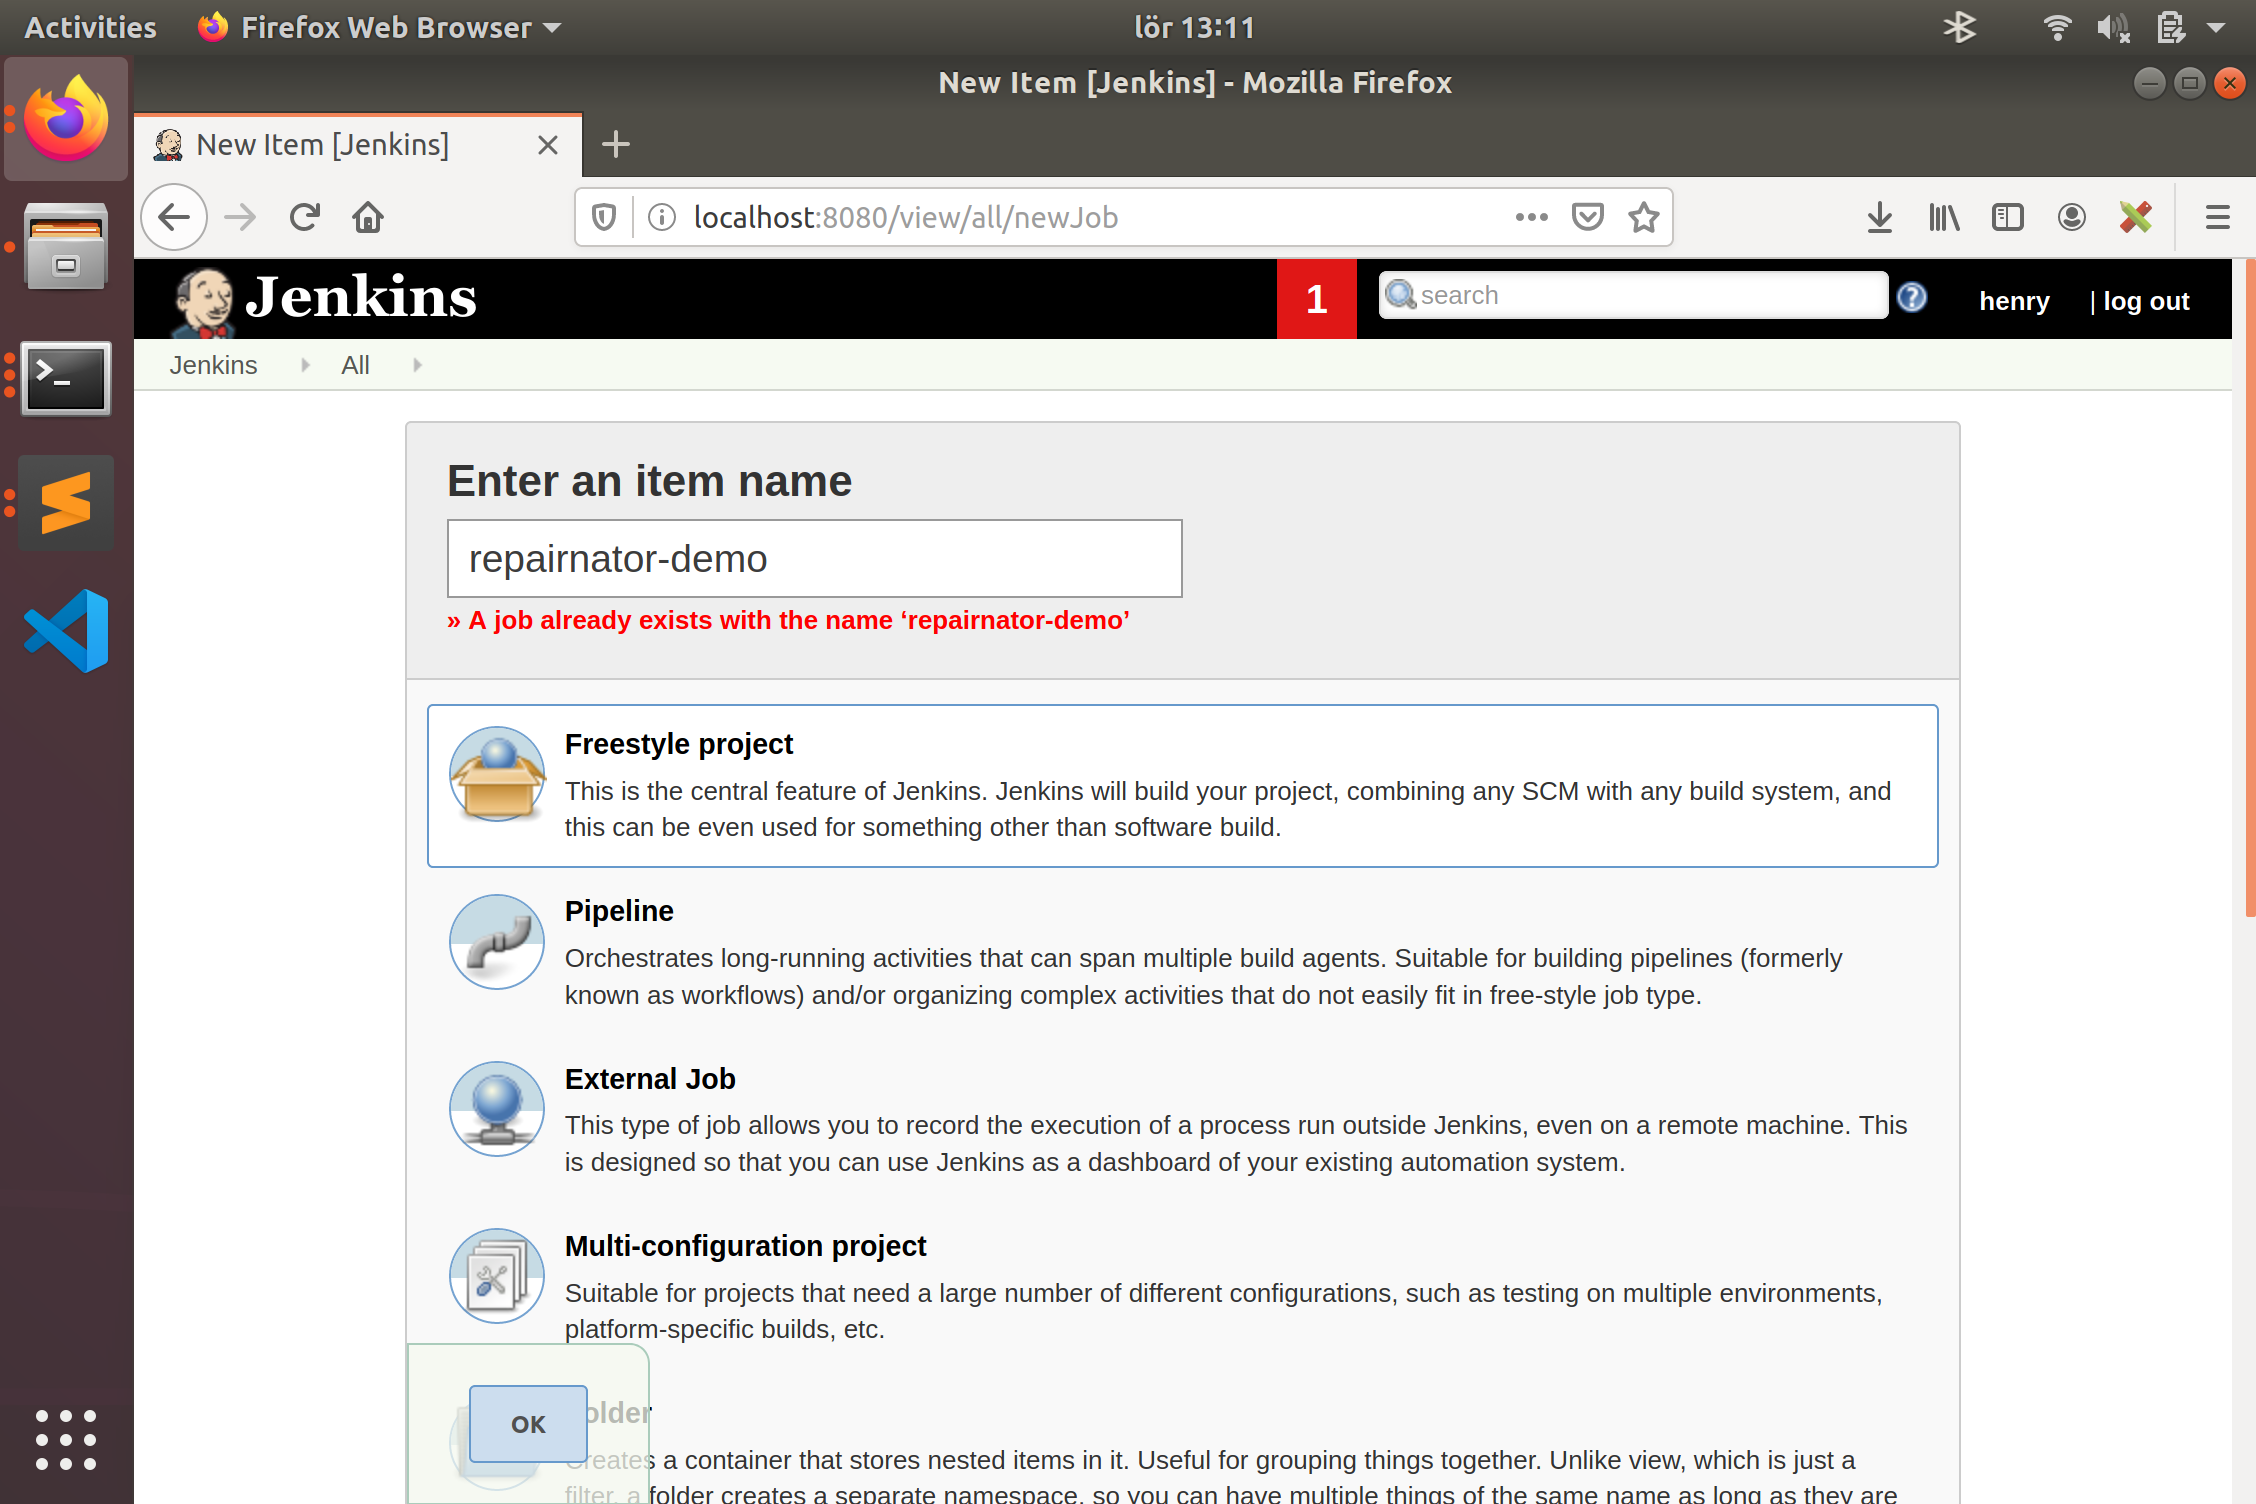 Activities
Firefox Web Browser
lör 13:11
New Item [Jenkins] - Mozilla Firefox
New Item [Jenkins]
localhost:8080/view/all/newJob
Jenkins
1
search
henry
| log out
Jenkins
All
Enter an item name
repairnator-demo
» A job already exists with the name ‘repairnator-demo’
Freestyle project
This is the central feature of Jenkins. Jenkins will build your project, combining any SCM with any build system, and
this can be even used for something other than software build.
Pipeline
Orchestrates long-running activities that can span multiple build agents. Suitable for building pipelines (formerly
known as workflows) and/or organizing complex activities that do not easily fit in free-style job type.
External Job
This type of job allows you to record the execution of a process run outside Jenkins, even on a remote machine. This
is designed so that you can use Jenkins as a dashboard of your existing automation system.
Multi-configuration project
Suitable for projects that need a large number of different configurations, such as testing on multiple environments,
platform-specific builds, etc.
OK
older
Creates a container that stores nested items in it. Useful for grouping things together. Unlike view, which is just a
filter, a folder creates a separate namespace, so you can have multiple things of the same name as long as they are